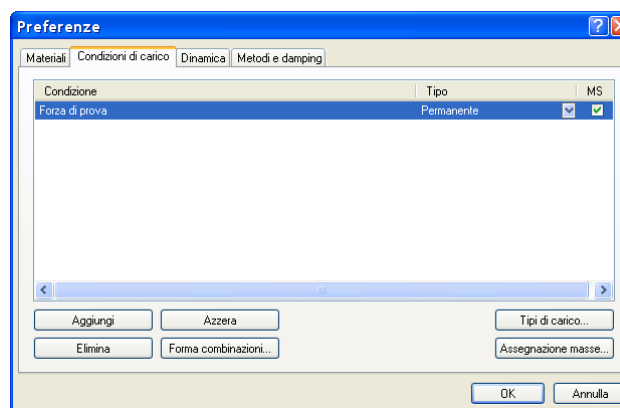 Preferenze
Materiali Condizioni di carico Dinamica Metodi e damping
Condizione Tipo MS
Forza di prova Permanente
Aggiungi Azzera Tipi di carico...
Elimina Forma combinazioni... Assegnazione masse...
OK Annulla